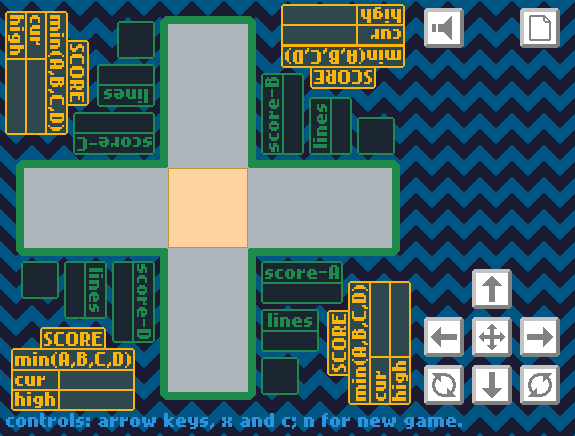 SCORE
min(A,B,C,D)
cur
high
SCORE
min(A,B,C,D)
cur
high
lines
score-C
score-B
lines
lines
score-D
score-A
lines
SCORE
min(A,B,C,D)
cur
high
SCORE
min(A,B,C,D)
cur
high
controls: arrow keys, x and c; n for new game.